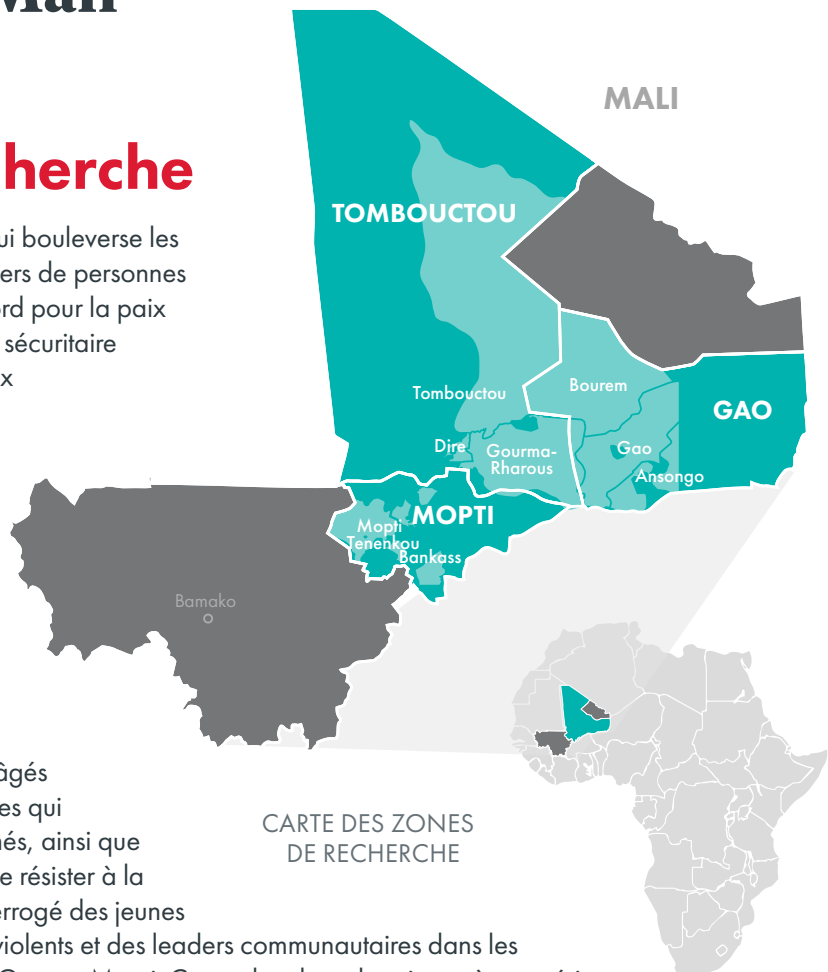 Mali
herche
ui bouleverse les
ers de personnes
rd pour la paix
sécuritaire
x
MALI
TOMBOUCTOU
Tombouctou
Bourem
GAO
Dire
Gourma-
Rharous
Gao
Ansongo
MOPTI
Mopti
Tenenkou
Bankass
Bamako
CARTE DES ZONES
DE RECHERCHE
âgés
es qui
és, ainsi que
e résister à la
errogé des jeunes
violents et des leaders communautaires dans les